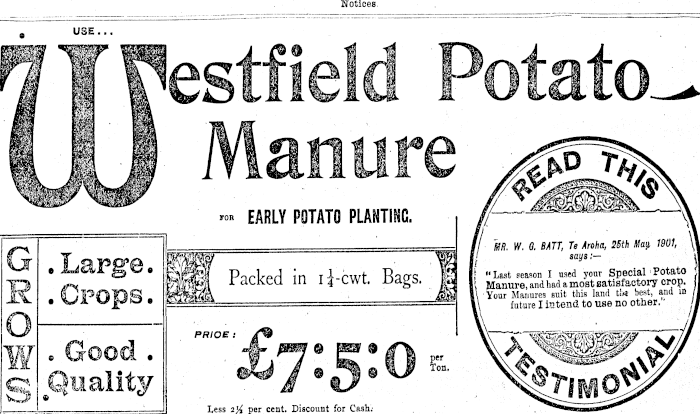 Notices
USE...
Westfield Potato
Manure
FOR EARLY POTATO PLANTING.
GROWS
. Large .
. Crops .
. Good .
. Quality
Packed in 1¼-cwt. Bags.
PRICE:
£7:5:0 per Ton.
Less 2½ per cent. Discount for Cash.
READ THIS
MR. W. G. BATT, Te Aroha, 25th May 1901,
says :—
"Last season I used your Special Potato
Manure, and had a most satisfactory crop.
Your Manures suit this land the best, and in
future I intend to use no other."
TESTIMONIAL